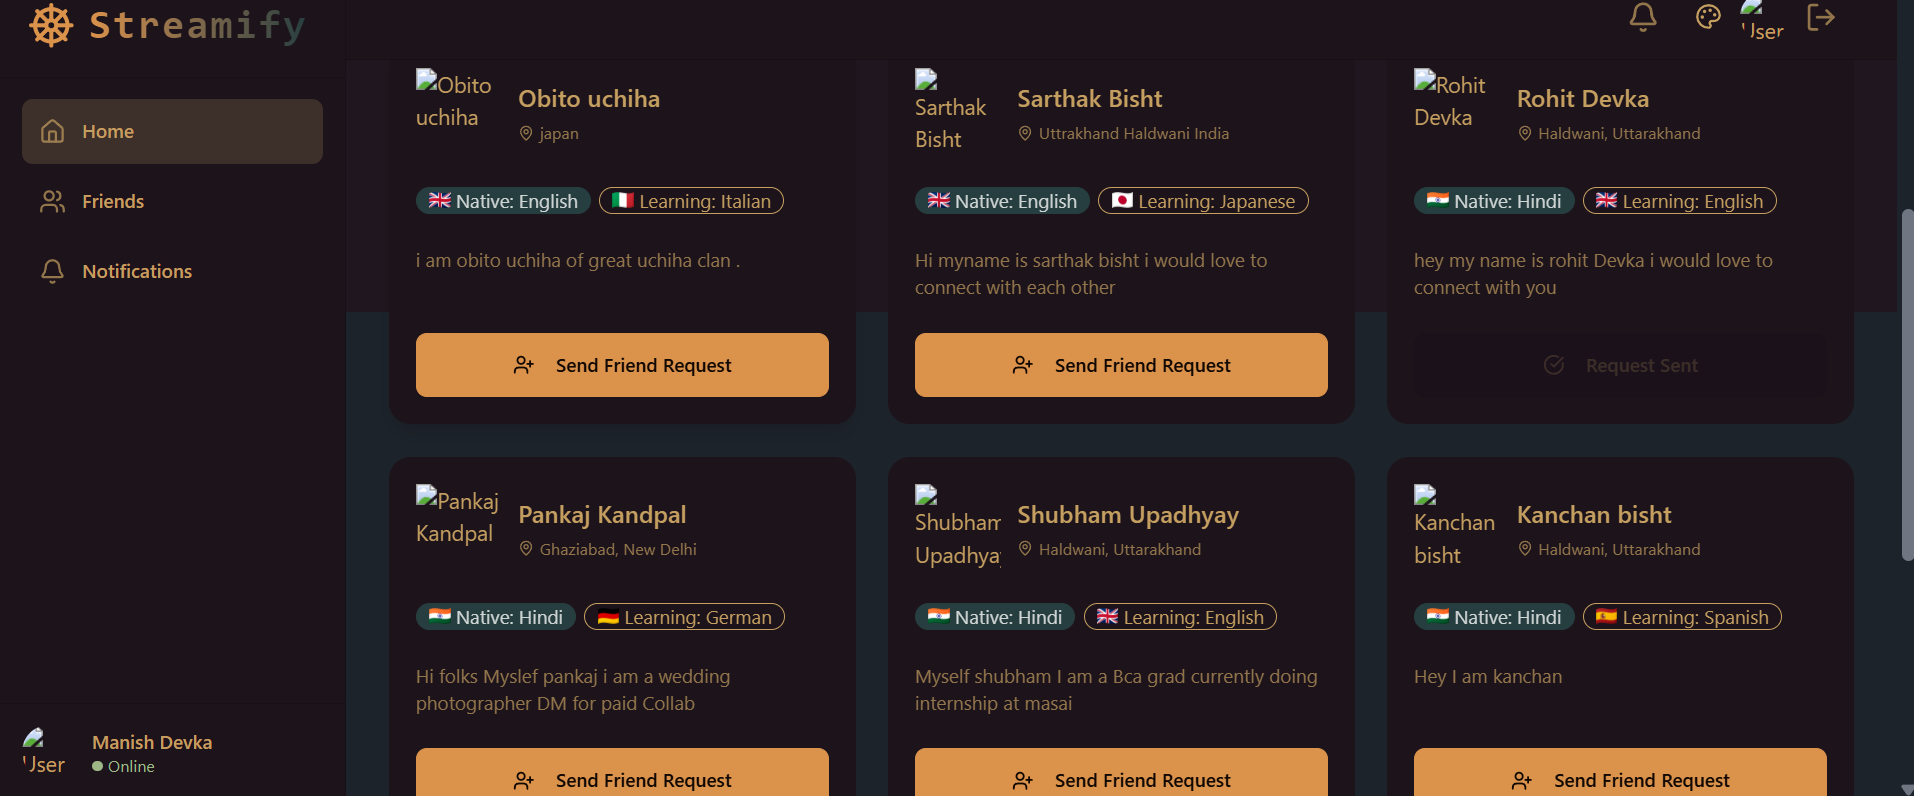 Streamify
User
Home
Friends
Notifications
Obito uchiha
Obito uchiha
japan
Native: English
Learning: Italian
i am obito uchiha of great uchiha clan .
Send Friend Request
Sarthak Bisht
Sarthak Bisht
Uttrakhand Haldwani India
Native: English
Learning: Japanese
Hi myname is sarthak bisht i would love to
connect with each other
Send Friend Request
Rohit Devka
Rohit Devka
Haldwani, Uttarakhand
Native: Hindi
Learning: English
hey my name is rohit Devka i would love to
connect with you
Request Sent
Pankaj Kandpal
Pankaj Kandpal
Ghaziabad, New Delhi
Native: Hindi
Learning: German
Hi folks Myslef pankaj i am a wedding
photographer DM for paid Collab
Send Friend Request
Shubham Upadhyay
Shubham Upadhyay
Haldwani, Uttarakhand
Native: Hindi
Learning: English
Myself shubham I am a Bca grad currently doing
internship at masai
Send Friend Request
Kanchan bisht
Kanchan bisht
Haldwani, Uttarakhand
Native: Hindi
Learning: Spanish
Hey I am kanchan
Send Friend Request
User
Manish Devka
Online